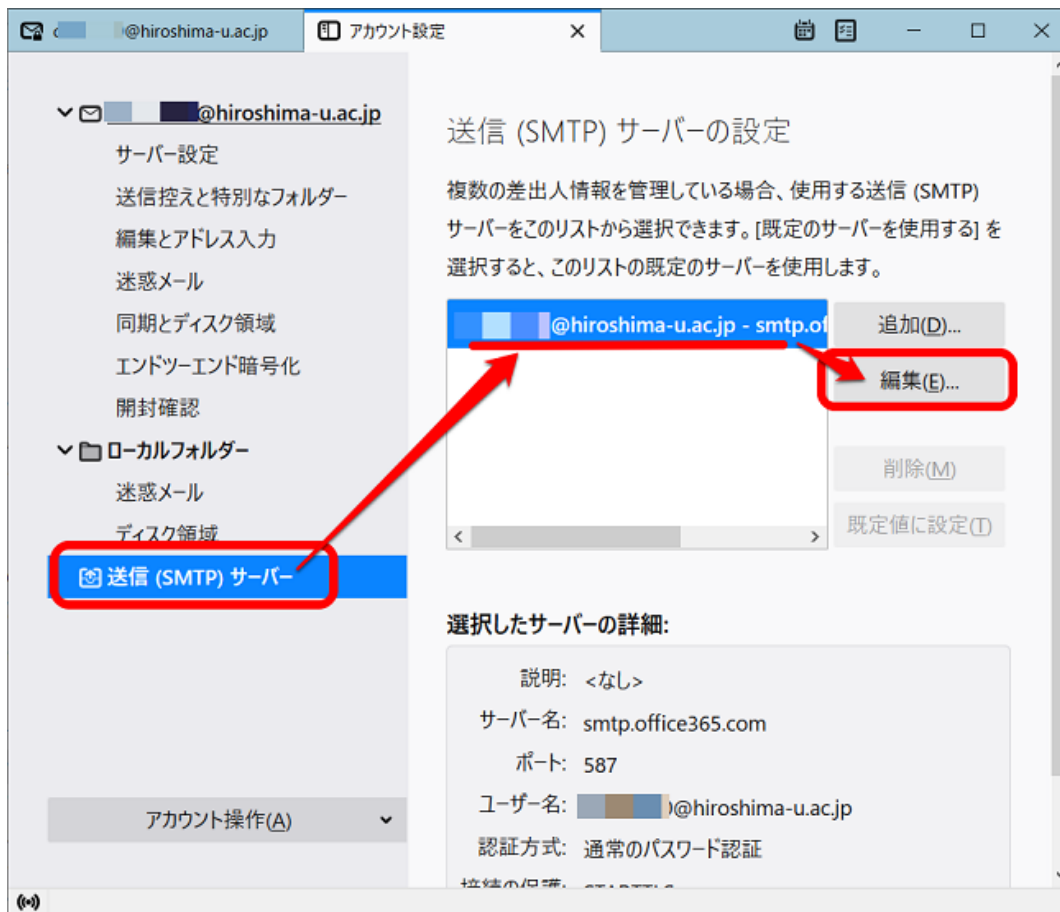 @hiroshima-u.ac.jp
アカウント設定
@hiroshima-u.ac.jp
サーバー設定
送信控えと特別なフォルダー
編集とアドレス入力
迷惑メール
同期とディスク領域
エンドツーエンド暗号化
開封確認
ローカルフォルダー
迷惑メール
ディスク領域
送信 (SMTP) サーバー
アカウント操作(A)
送信 (SMTP) サーバーの設定
複数の差出人情報を管理している場合、使用する送信 (SMTP)
サーバーをこのリストから選択できます。[既定のサーバーを使用する] を
選択すると、このリストの既定のサーバーを使用します。
@hiroshima-u.ac.jp - smtp.of
追加(D)...
編集(E)...
削除(M)
既定値に設定(T)
選択したサーバーの詳細:
説明: <なし>
サーバー名: smtp.office365.com
ポート: 587
ユーザー名: @hiroshima-u.ac.jp
認証方式: 通常のパスワード認証
接続の保護: STARTTLS